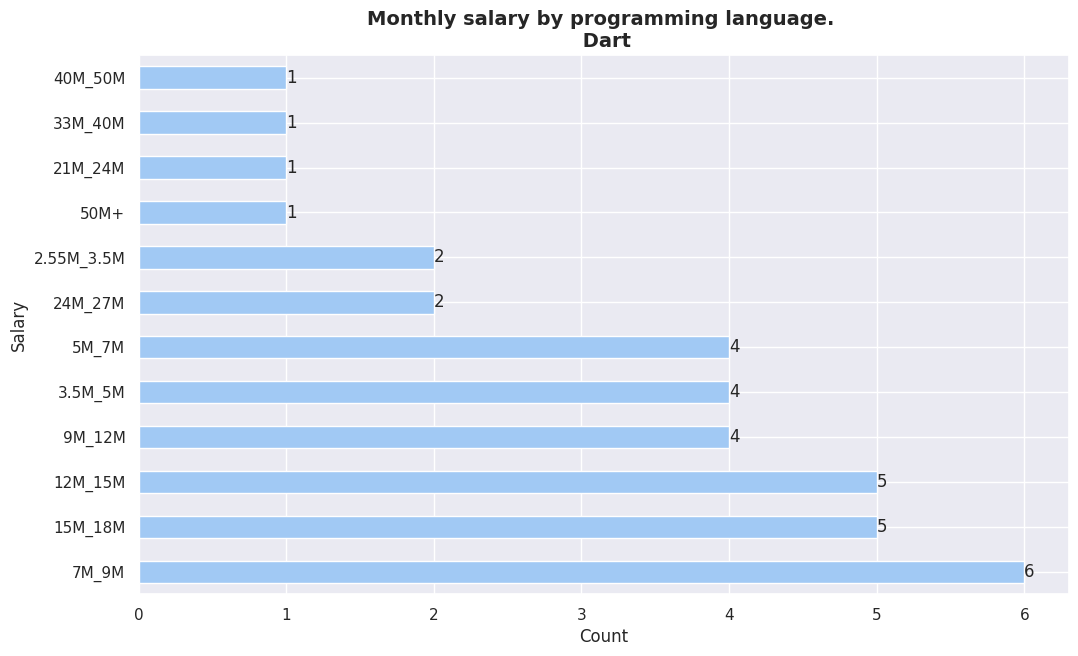 Monthly salary by programming language.
Dart
40M_50M 1
33M_40M 1
21M_24M 1
50M+ 1
2.55M_3.5M 2
24M_27M 2
5M_7M 4
3.5M_5M 4
9M_12M 4
12M_15M 5
15M_18M 5
7M_9M 6
Salary
0 1 2 3 4 5 6
Count